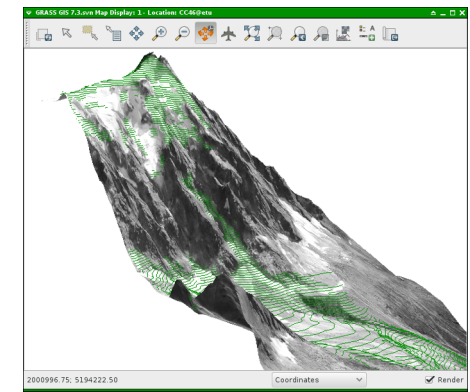 GRASS GIS 7.3.svn Map Display: 1 - Location: CC46@etu
2000996.75; 5194222.50
Coordinates
Render